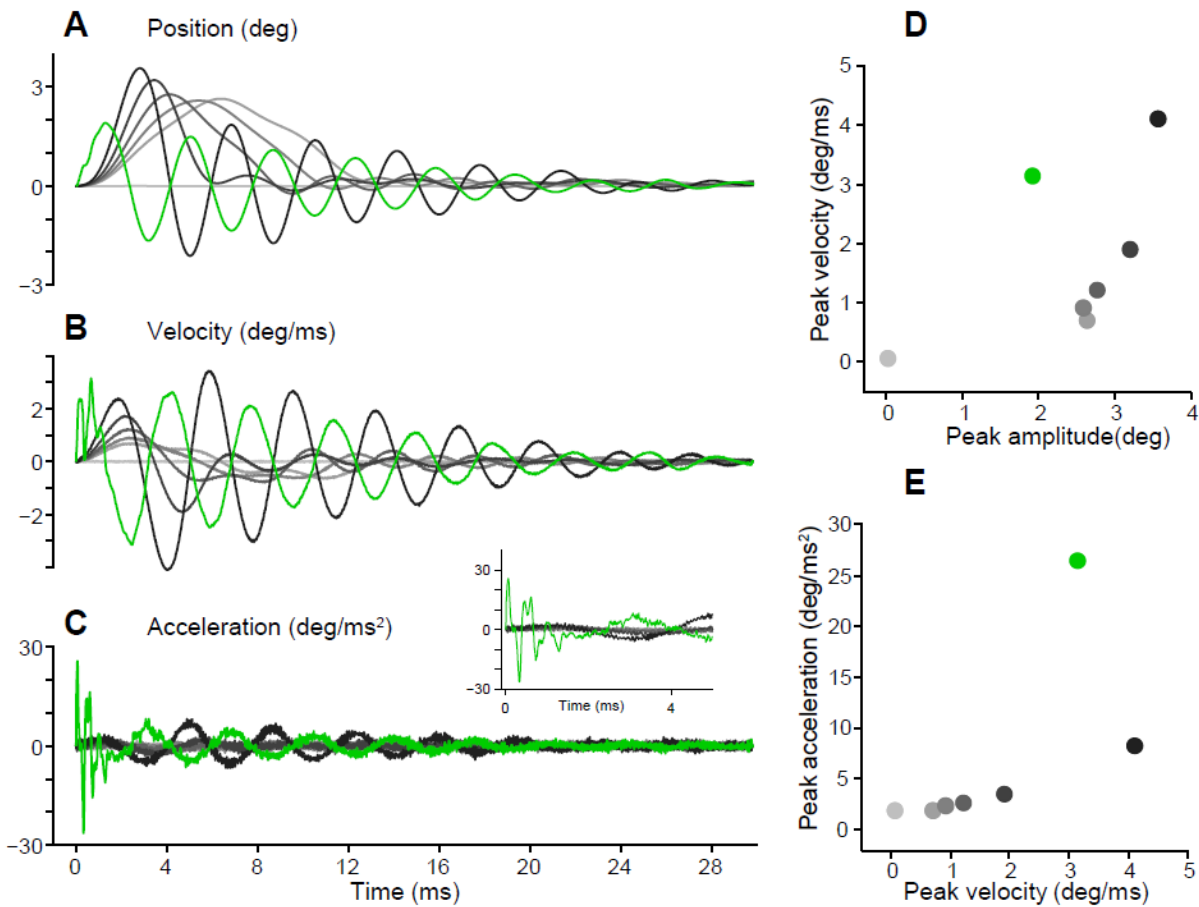 A Position (deg)
3
0
−3
B Velocity (deg/ms)
2
0
−2
C Acceleration (deg/ms²)
30
0
−30
0 4 8 12 16 20 24 28
Time (ms)
30
0
−30
0 4
Time (ms)
D
5
4
3
2
1
0
Peak velocity (deg/ms)
0 1 2 3 4
Peak amplitude(deg)
E
30
25
20
15
10
5
0
Peak acceleration (deg/ms²)
0 1 2 3 4 5
Peak velocity (deg/ms)